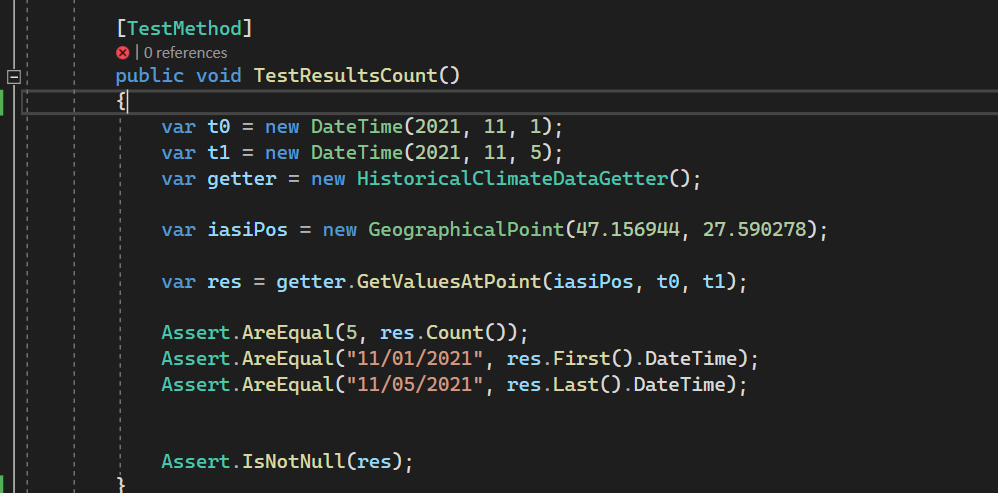 [TestMethod]
| 0 references
public void TestResultsCount()
{
var t0 = new DateTime(2021, 11, 1);
var t1 = new DateTime(2021, 11, 5);
var getter = new HistoricalClimateDataGetter();
var iasiPos = new GeographicalPoint(47.156944, 27.590278);
var res = getter.GetValuesAtPoint(iasiPos, t0, t1);
Assert.AreEqual(5, res.Count());
Assert.AreEqual("11/01/2021", res.First().DateTime);
Assert.AreEqual("11/05/2021", res.Last().DateTime);
Assert.IsNotNull(res);
}